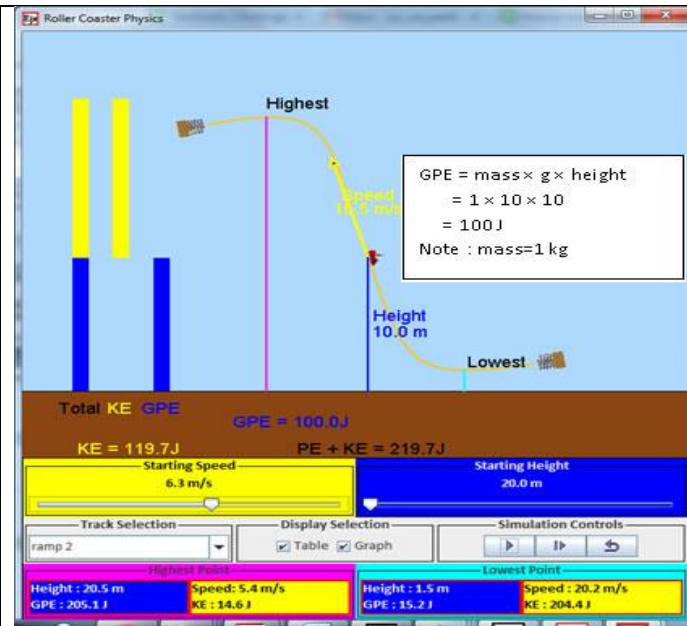 Ejs Roller Coaster Physics
Highest
GPE = mass× g× height
= 1 × 10 × 10
= 100 J
Note : mass=1 kg
Speed
15.5 m/s
Height
10.0 m
Lowest
Total KE GPE
GPE = 100.0J
KE = 119.7J
PE + KE = 219.7J
Starting Speed
6.3 m/s
Starting Height
20.0 m
Track Selection
ramp 2
Display Selection
Table Graph
Simulation Controls
Highest Point
Height : 20.5 m
GPE : 205.1 J
Speed: 5.4 m/s
KE : 14.6 J
Lowest Point
Height : 1.5 m
GPE : 15.2 J
Speed : 20.2 m/s
KE : 204.4 J